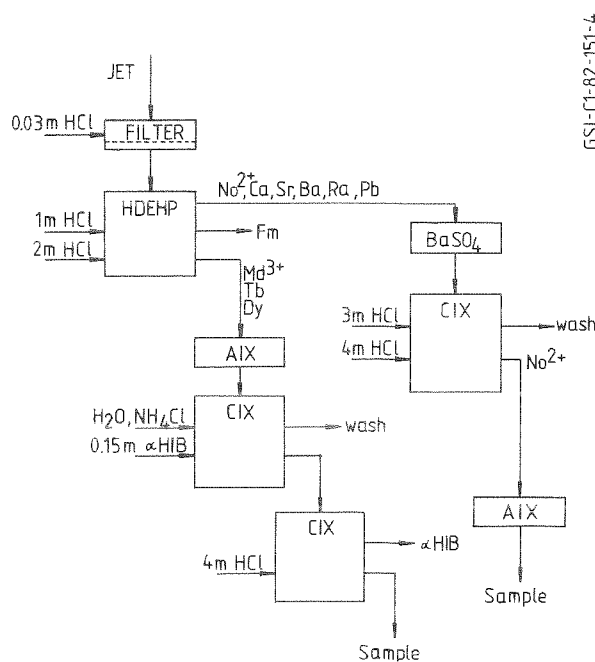 JET
GSI-C1-82-151-4
0.03m HCl
FILTER
No2+,Ca, Sr, Ba, Ra, Pb
HDEHP
1m HCl
Fm
2m HCl
BaSO4
Md3+
Tb
Dy
CIX
3m HCl
wash
4m HCl
No2+
AIX
CIX
H2O, NH4Cl
wash
0.15m αHIB
AIX
CIX
αHIB
4m HCl
Sample
Sample